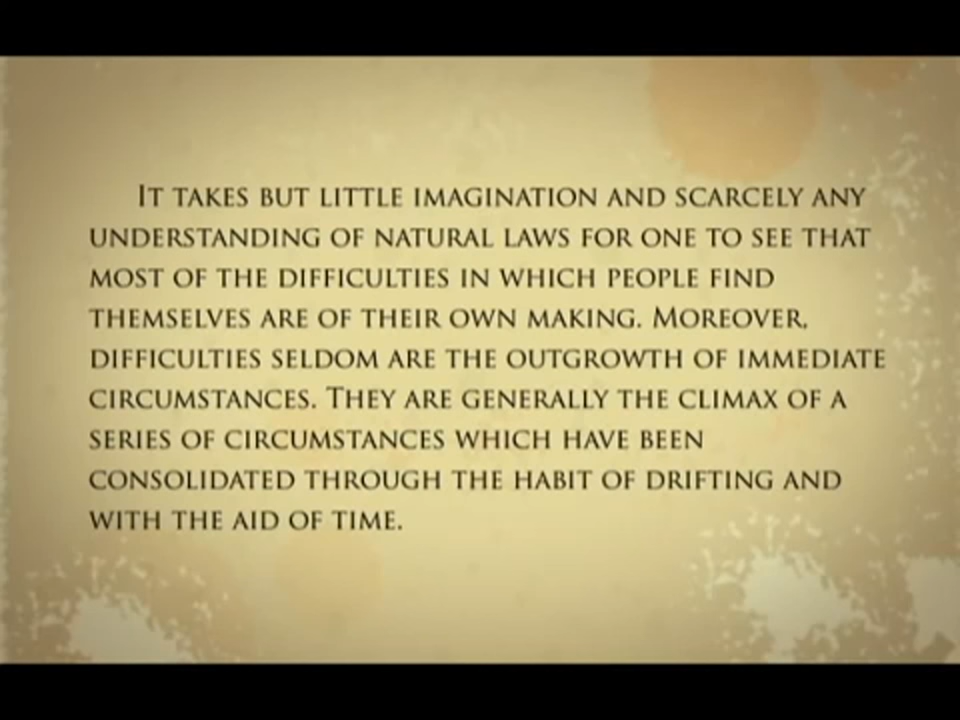 It takes but little imagination and scarcely any
understanding of natural laws for one to see that
most of the difficulties in which people find
themselves are of their own making. Moreover,
difficulties seldom are the outgrowth of immediate
circumstances. They are generally the climax of a
series of circumstances which have been
consolidated through the habit of drifting and
with the aid of time.